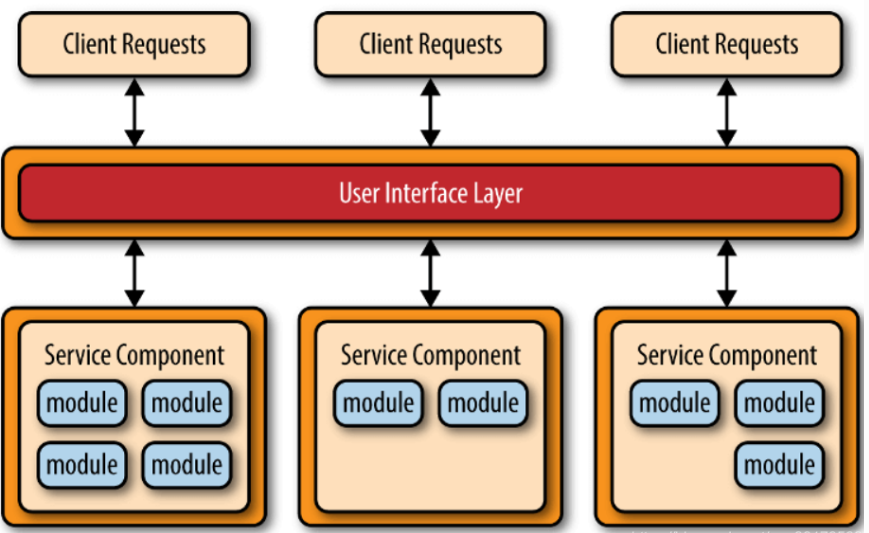 Client Requests
Client Requests
Client Requests
User Interface Layer
Service Component
module module
module module
Service Component
module module
Service Component
module module
module